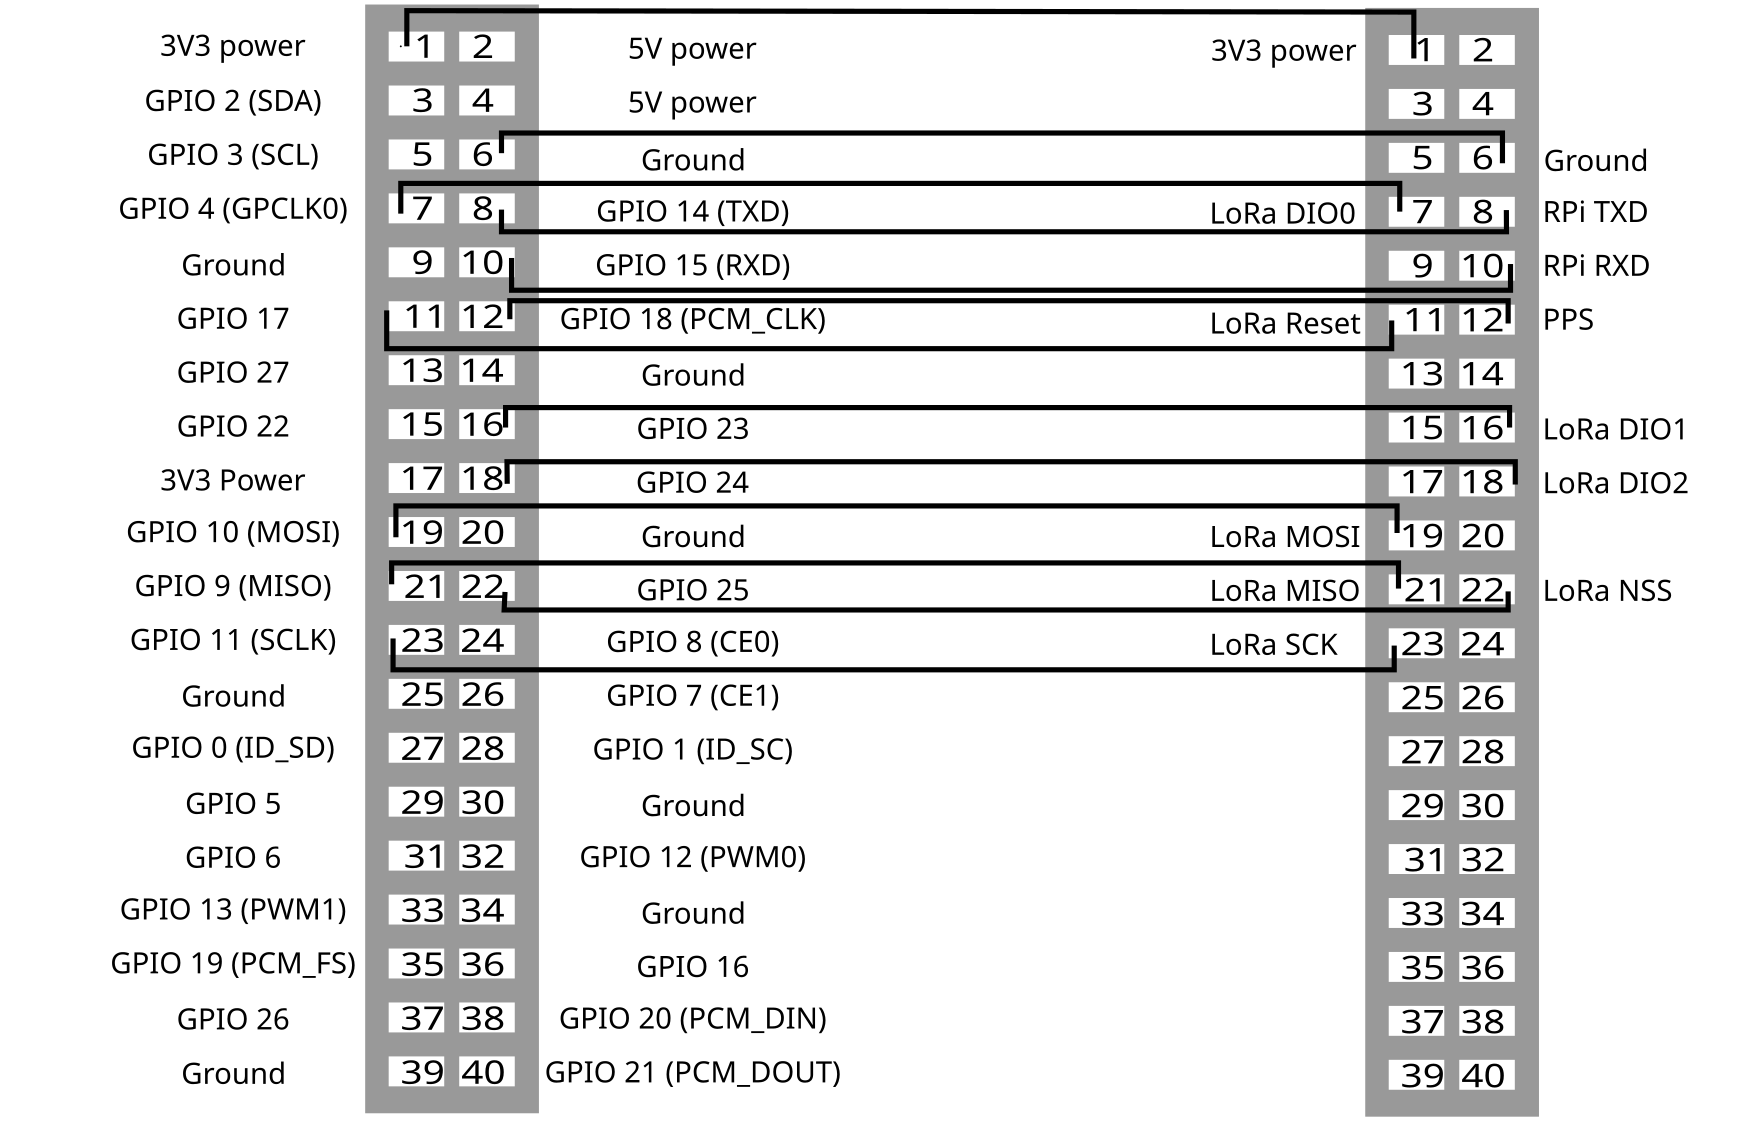 3V3 power 1 2 5V power 3V3 power 1 2
GPIO 2 (SDA) 3 4 5V power 3 4
GPIO 3 (SCL) 5 6 Ground 5 6 Ground
GPIO 4 (GPCLK0) 7 8 GPIO 14 (TXD) LoRa DIO0 7 8 RPi TXD
Ground 9 10 GPIO 15 (RXD) 9 10 RPi RXD
GPIO 17 11 12 GPIO 18 (PCM_CLK) LoRa Reset 11 12 PPS
GPIO 27 13 14 Ground 13 14
GPIO 22 15 16 GPIO 23 15 16 LoRa DIO1
3V3 Power 17 18 GPIO 24 17 18 LoRa DIO2
GPIO 10 (MOSI) 19 20 Ground LoRa MOSI 19 20
GPIO 9 (MISO) 21 22 GPIO 25 LoRa MISO 21 22 LoRa NSS
GPIO 11 (SCLK) 23 24 GPIO 8 (CE0) LoRa SCK 23 24
Ground 25 26 GPIO 7 (CE1) 25 26
GPIO 0 (ID_SD) 27 28 GPIO 1 (ID_SC) 27 28
GPIO 5 29 30 Ground 29 30
GPIO 6 31 32 GPIO 12 (PWM0) 31 32
GPIO 13 (PWM1) 33 34 Ground 33 34
GPIO 19 (PCM_FS) 35 36 GPIO 16 35 36
GPIO 26 37 38 GPIO 20 (PCM_DIN) 37 38
Ground 39 40 GPIO 21 (PCM_DOUT) 39 40